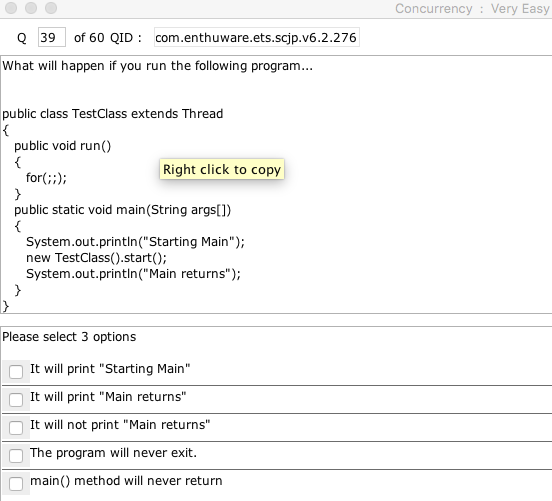 Concurrency : Very Easy
Q 39 of 60 QID : com.enthuware.ets.scjp.v6.2.276
What will happen if you run the following program...
public class TestClass extends Thread
{
public void run()
{
Right click to copy
for(;;);
}
public static void main(String args[])
{
System.out.println("Starting Main");
new TestClass().start();
System.out.println("Main returns");
}
}
Please select 3 options
It will print "Starting Main"
It will print "Main returns"
It will not print "Main returns"
The program will never exit.
main() method will never return